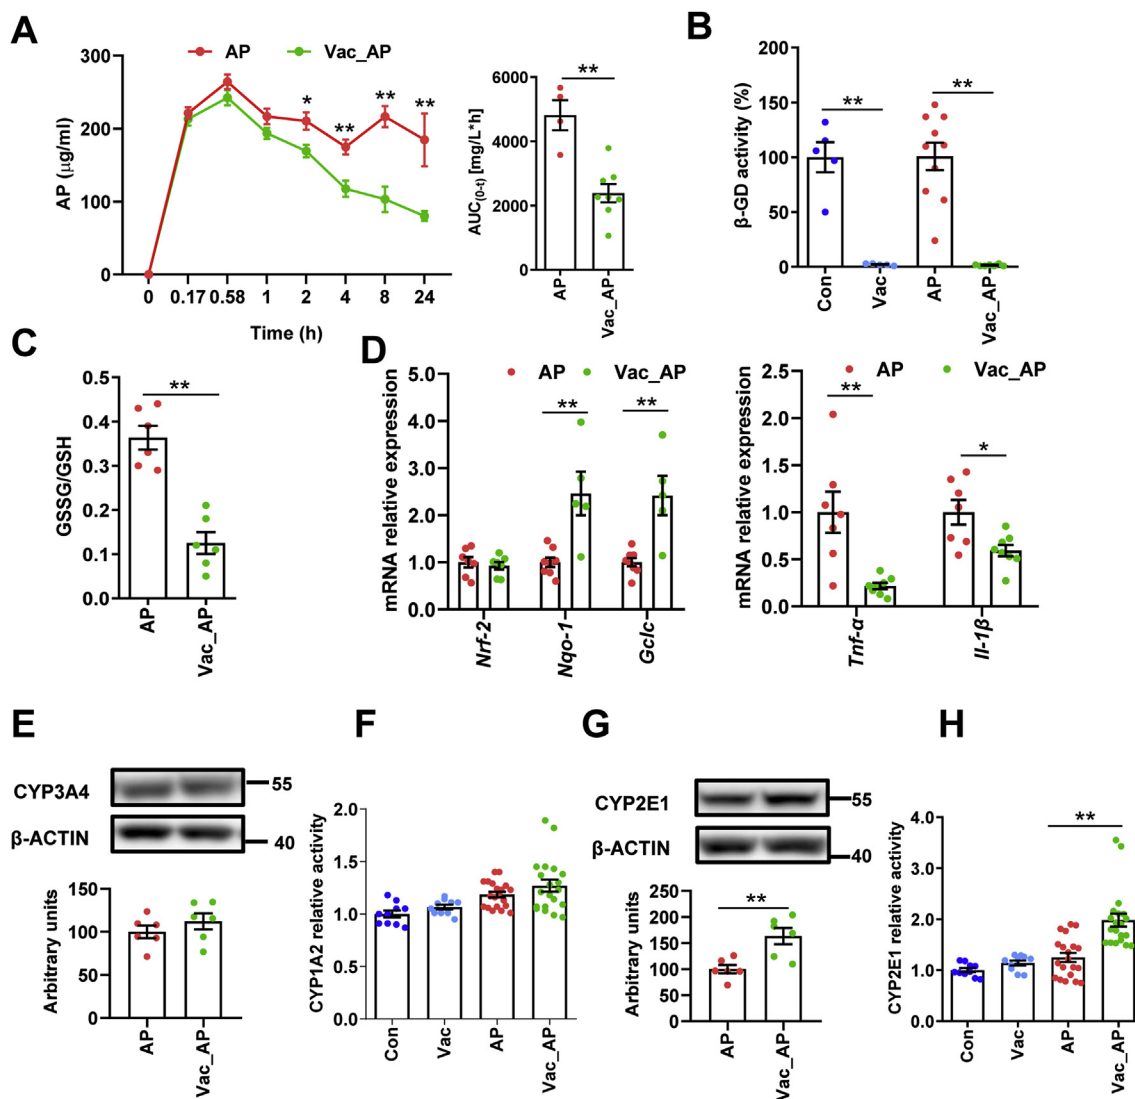 A
AP Vac_AP
AP (μg/ml)
300
200
100
0
* ** ** **
0 0.17 0.58 1 2 4 8 24
Time (h)
AUC(0-t) [mg/L*h]
6000
4000
2000
0
**
AP Vac_AP
B
β-GD activity (%)
200
150
100
50
0
** **
Con Vac AP Vac_AP
C
GSSG/GSH
0.5
0.4
0.3
0.1
0.0
**
AP Vac_AP
D
AP Vac_AP
mRNA relative expression
5.0
4.0
3.0
2.0
1.0
0.0
** **
Nrf-2 Nqo-1 Gclc
AP Vac_AP
mRNA relative expression
2.5
2.0
1.5
1.0
0.5
0.0
** *
Tnf-α Il-1β
E
CYP3A4 55
β-ACTIN 40
Arbitrary units
150
100
50
0
AP Vac_AP
F
CYP1A2 relative activity
2.0
1.5
1.0
0.5
0.0
Con Vac AP Vac_AP
G
CYP2E1 55
β-ACTIN 40
Arbitrary units
250
200
150
100
50
0
**
AP Vac_AP
H
CYP2E1 relative activity
4.0
3.0
2.0
1.0
0.0
**
Con Vac AP Vac_AP